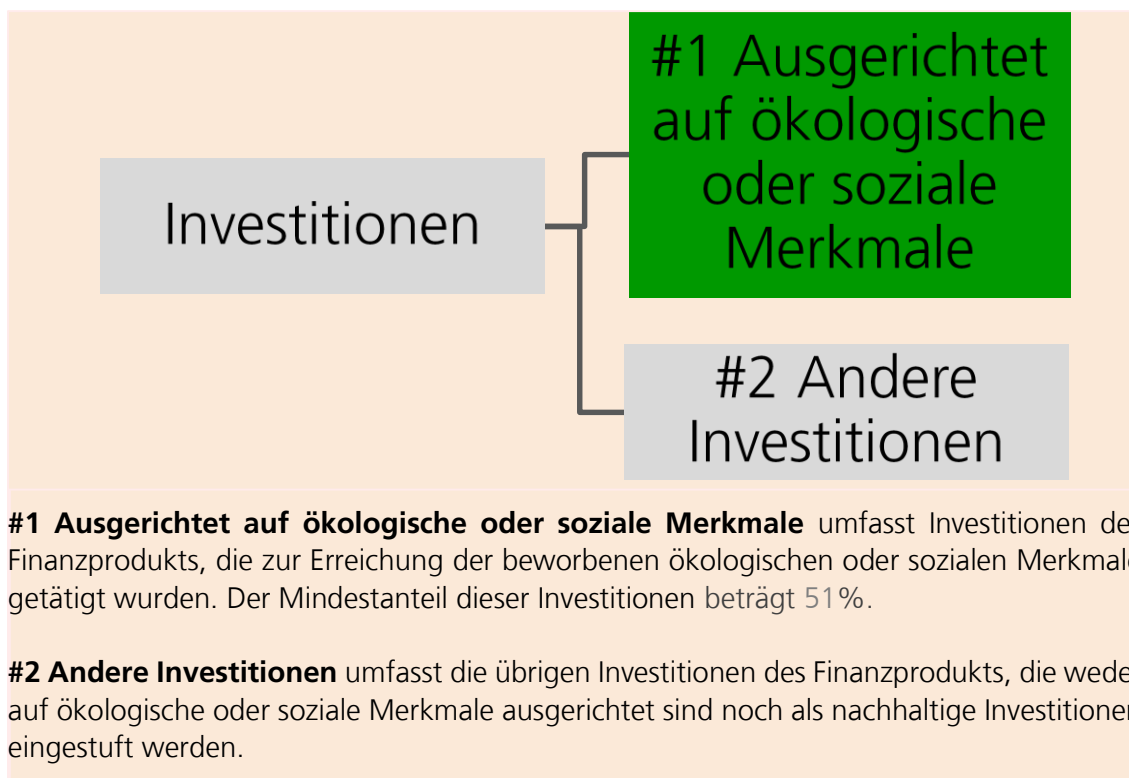 #1 Ausgerichtet
auf ökologische
oder soziale
Merkmale
Investitionen
#2 Andere
Investitionen
#1 Ausgerichtet auf ökologische oder soziale Merkmale umfasst Investitionen de
Finanzprodukts, die zur Erreichung der beworbenen ökologischen oder sozialen Merkmal
getätigt wurden. Der Mindestanteil dieser Investitionen beträgt 51%.
#2 Andere Investitionen umfasst die übrigen Investitionen des Finanzprodukts, die wede
auf ökologische oder soziale Merkmale ausgerichtet sind noch als nachhaltige Investitionen
eingestuft werden.